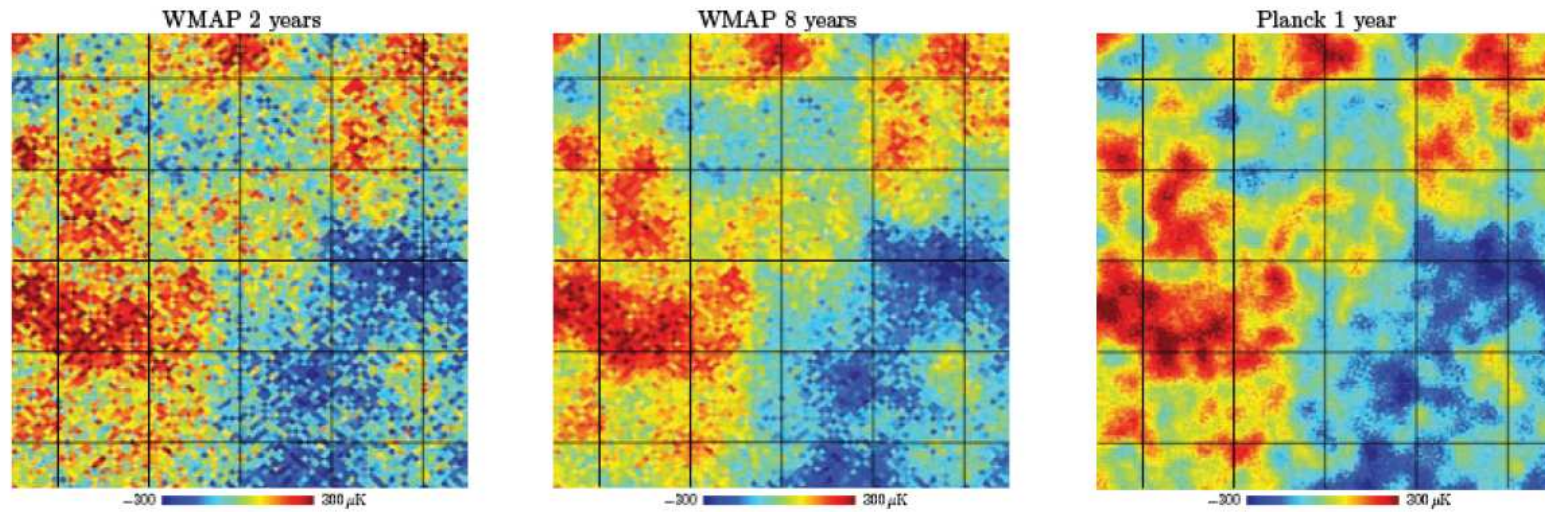 WMAP 2 years
WMAP 8 years
Planck 1 year
−300 300 μK
−300 300 μK
−300 300 μK